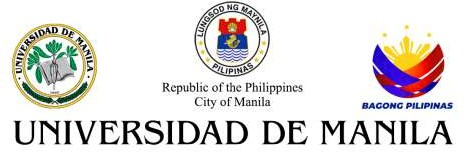 UNIVERSIDAD DE MANILA
LUNGSOD NG MAYNILA
PILIPINAS
Republic of the Philippines
City of Manila
BAGONG PILIPINAS
UNIVERSIDAD DE MANILA